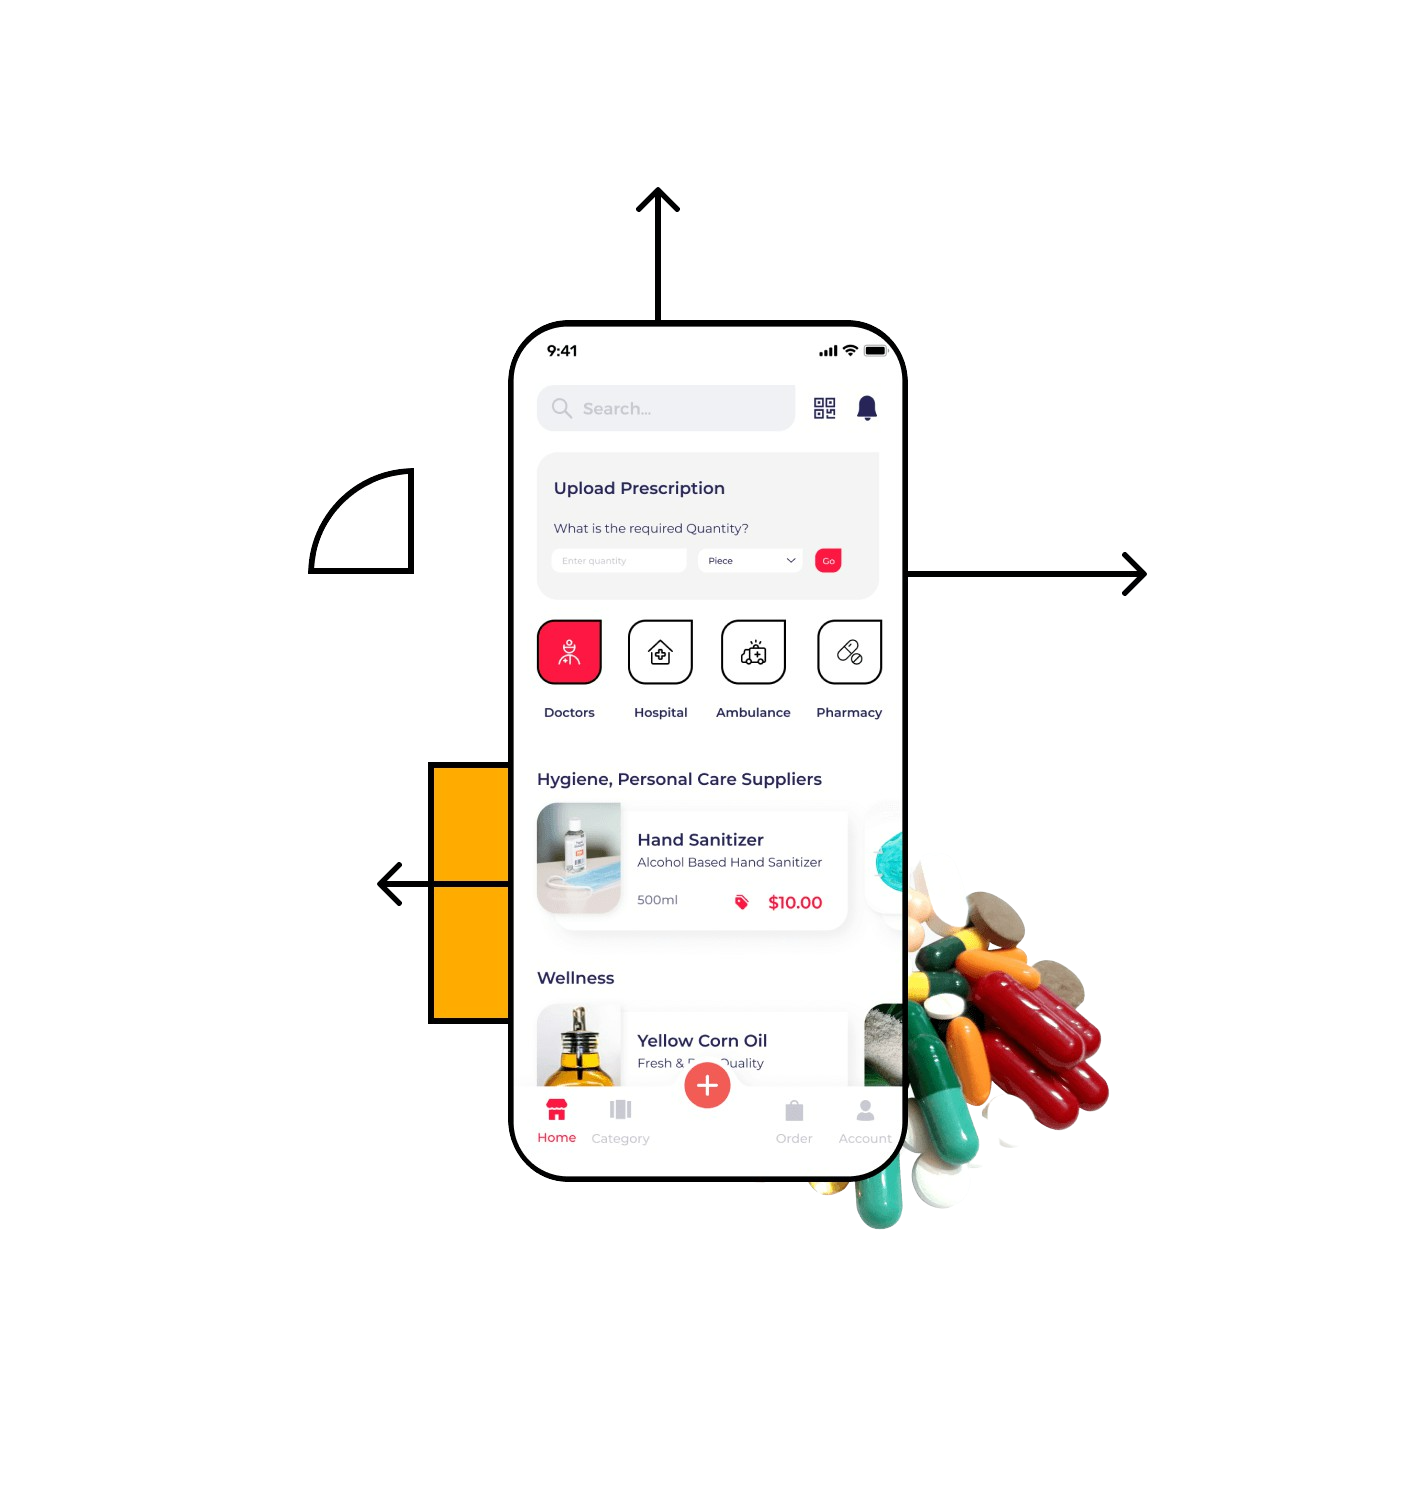 9:41
Search...
Upload Prescription
What is the required Quantity?
Enter quantity Piece Go
Doctors Hospital Ambulance Pharmacy
Hygiene, Personal Care Suppliers
Hand Sanitizer
Alcohol Based Hand Sanitizer
500ml $10.00
Wellness
Yellow Corn Oil
Fresh & Quality
Home Category Order Account